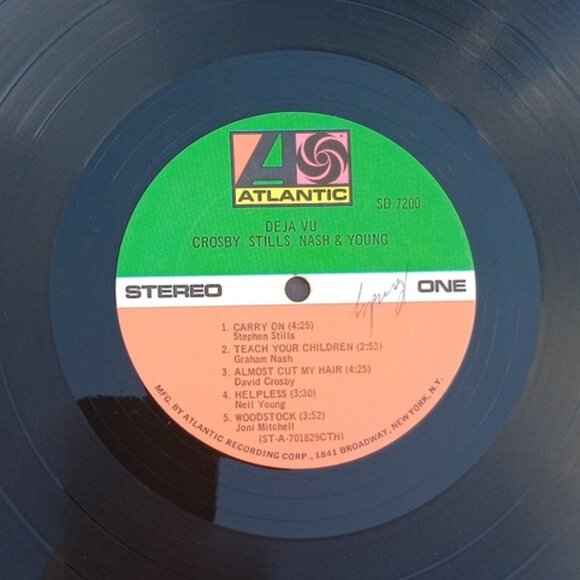 ATLANTIC
SD 7200
DEJA VU
CROSBY, STILLS, NASH & YOUNG
STEREO ONE
1. CARRY ON (4:25)
Stephen Stills
2. TEACH YOUR CHILDREN (2:53)
Graham Nash
3. ALMOST CUT MY HAIR (4:25)
David Crosby
4. HELPLESS (3:30)
Neil Young
5. WOODSTOCK (3:52)
Joni Mitchell
(ST-A-701829CTH)
MFG. BY ATLANTIC RECORDING CORP., 1841 BROADWAY, NEW YORK, N.Y.